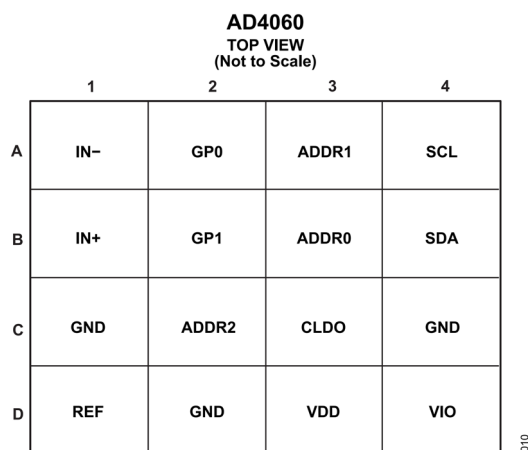 AD4060
TOP VIEW
(Not to Scale)
1 2 3 4
A IN− GP0 ADDR1 SCL
B IN+ GP1 ADDR0 SDA
C GND ADDR2 CLDO GND
D REF GND VDD VIO
010